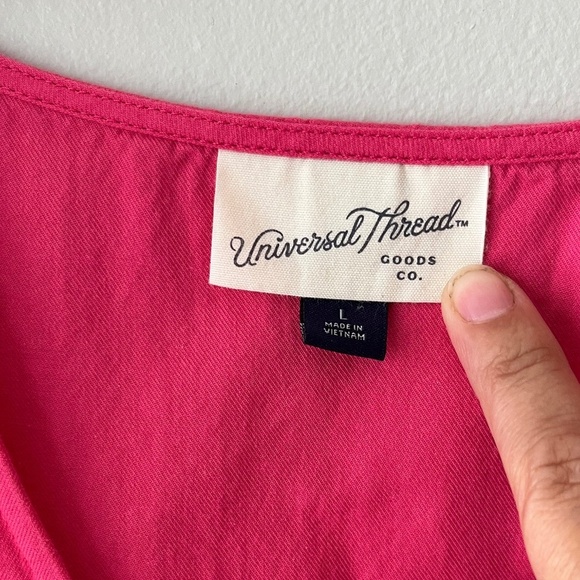 Universal Thread™
GOODS
CO.
L
MADE IN
VIETNAM